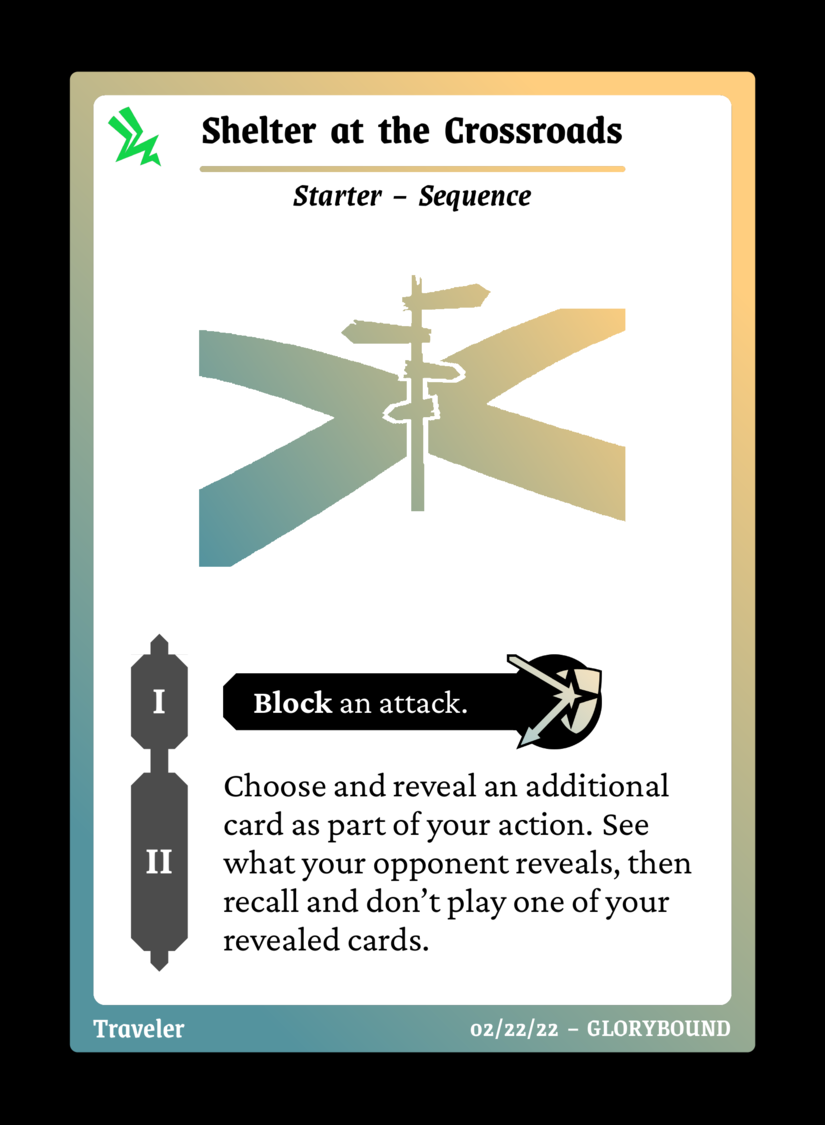 Shelter at the Crossroads
Starter – Sequence
I
Block an attack.
II
Choose and reveal an additional
card as part of your action. See
what your opponent reveals, then
recall and don’t play one of your
revealed cards.
Traveler
02/22/22 – GLORYBOUND